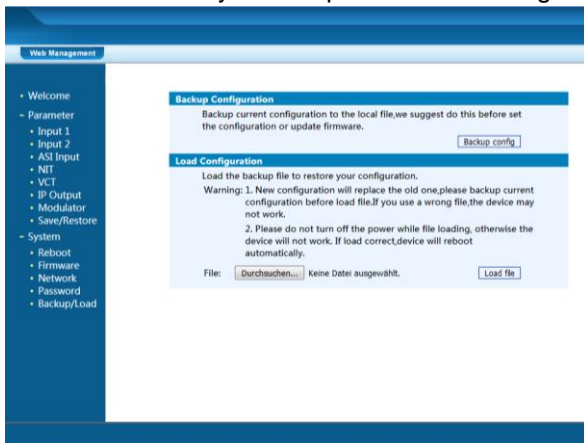 Web Management
• Welcome
- Parameter
• Input 1
• Input 2
• ASI Input
• NIT
• VCT
• IP Output
• Modulator
• Save/Restore
- System
• Reboot
• Firmware
• Network
• Password
• Backup/Load
Backup Configuration
Backup current configuration to the local file,we suggest do this before set
the configuration or update firmware.
Backup config
Load Configuration
Load the backup file to restore your configuration.
Warning: 1. New configuration will replace the old one,please backup current
configuration before load file.If you use a wrong file,the device may
not work.
2. Please do not turn off the power while file loading, otherwise the
device will not work. If load correct,device will reboot
automatically.
File: Durchsuchen... Keine Datei ausgewählt. Load file